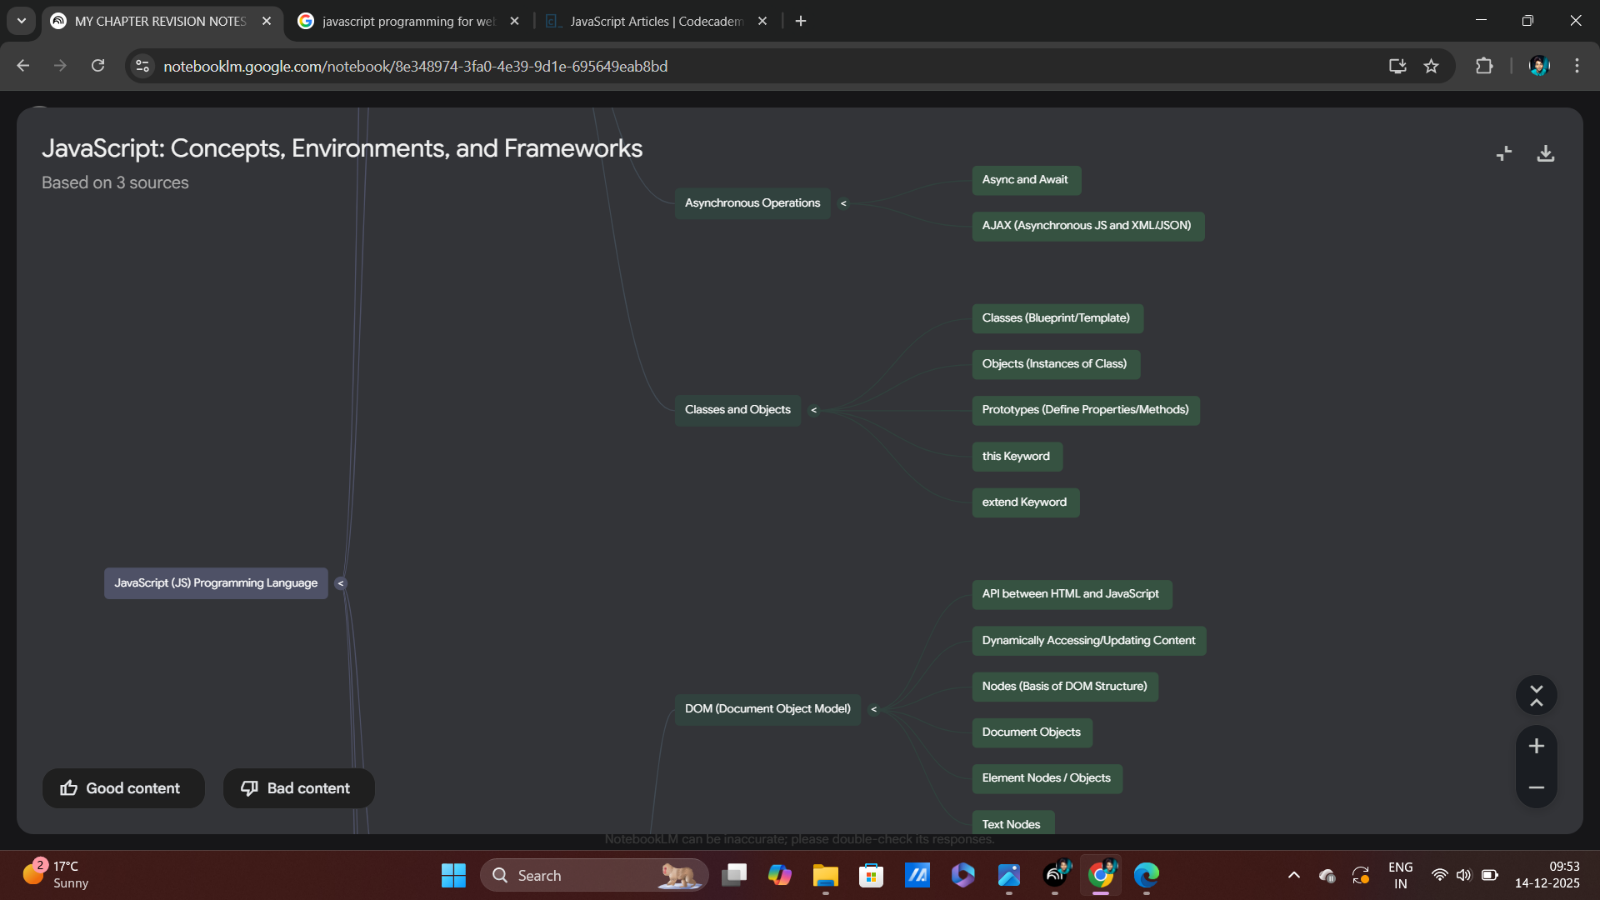 MY CHAPTER REVISION NOTES
javascript programming for we
JavaScript Articles | Codecadem
notebooklm.google.com/notebook/8e348974-3fa0-4e39-9d1e-695649eab8bd
JavaScript: Concepts, Environments, and Frameworks
Based on 3 sources
Asynchronous Operations
<
Async and Await
AJAX (Asynchronous JS and XML/JSON)
Classes and Objects
<
Classes (Blueprint/Template)
Objects (Instances of Class)
Prototypes (Define Properties/Methods)
this Keyword
extend Keyword
JavaScript (JS) Programming Language
<
DOM (Document Object Model)
<
API between HTML and JavaScript
Dynamically Accessing/Updating Content
Nodes (Basis of DOM Structure)
Document Objects
Element Nodes / Objects
Text Nodes
Good content
Bad content
NotebookLM can be inaccurate; please double-check its responses.
2
17°C
Sunny
Search
ENG
IN
09:53
14-12-2025